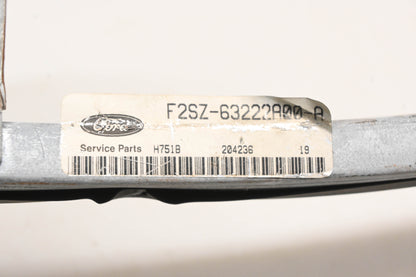 Ford
F2SZ-63222A00-A
Service Parts H751B 204236 19